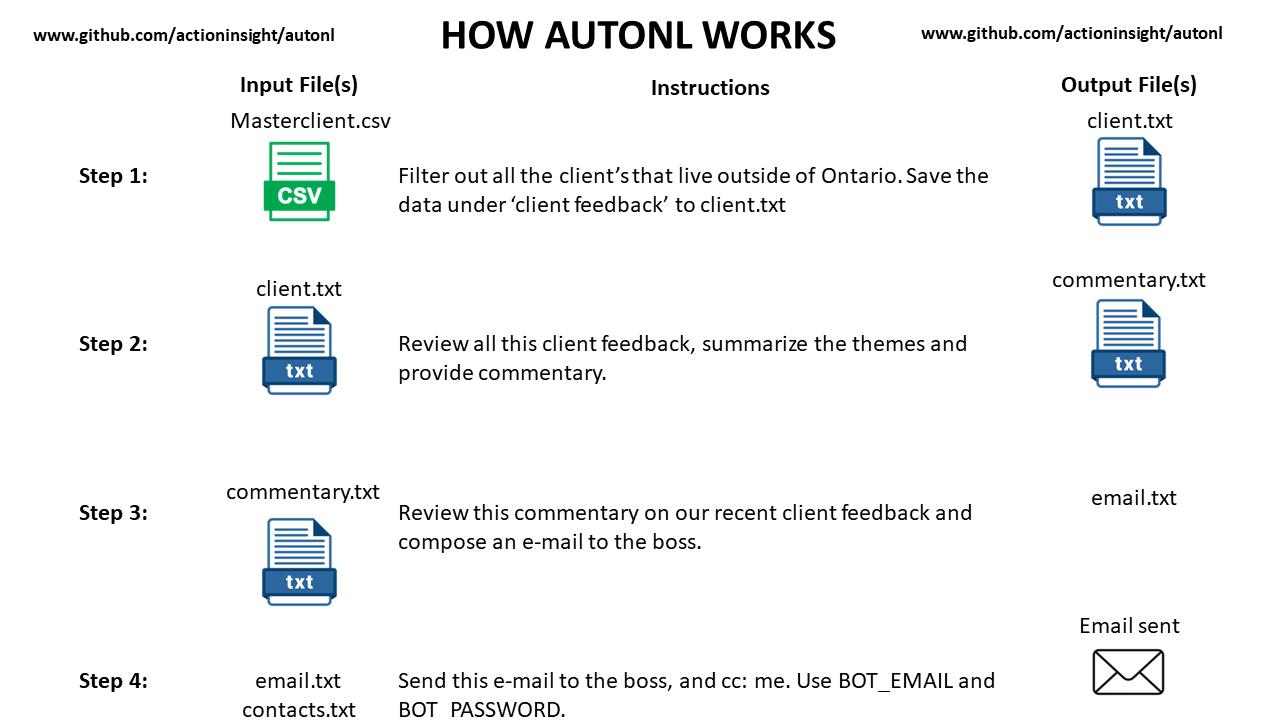 www.github.com/actioninsight/autonl
HOW AUTONL WORKS
www.github.com/actioninsight/autonl
Input File(s)
Instructions
Output File(s)
Masterclient.csv
client.txt
Step 1:
CSV
Filter out all the client's that live outside of Ontario. Save the
data under ‘client feedback’ to client.txt
txt
client.txt
commentary.txt
Step 2:
txt
Review all this client feedback, summarize the themes and
provide commentary.
txt
commentary.txt
email.txt
Step 3:
txt
Review this commentary on our recent client feedback and
compose an e-mail to the boss.
Email sent
Step 4:
email.txt
contacts.txt
Send this e-mail to the boss, and cc: me. Use BOT_EMAIL and
BOT_PASSWORD.